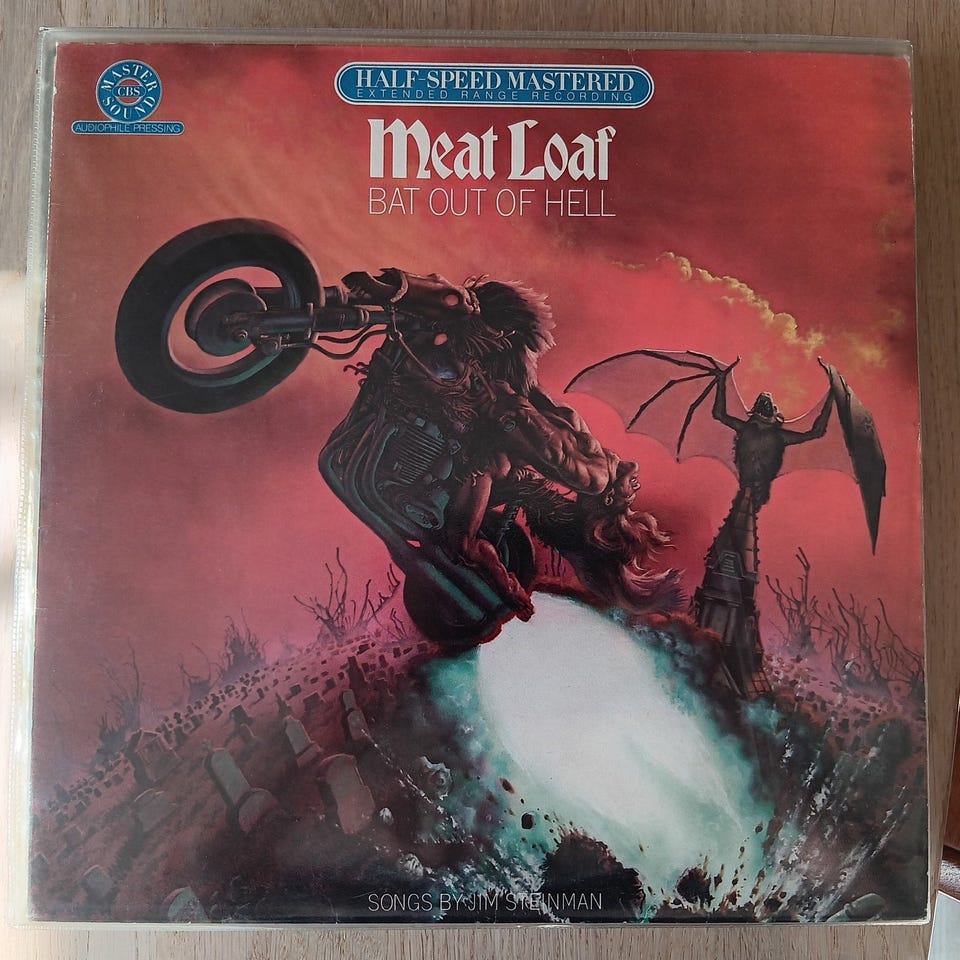 MASTER
CBS
SOUND
AUDIOPHILE PRESSING
HALF-SPEED MASTERED
EXTENDED RANGE RECORDING
Meat Loaf
BAT OUT OF HELL
SONGS BY JIM STEINMAN